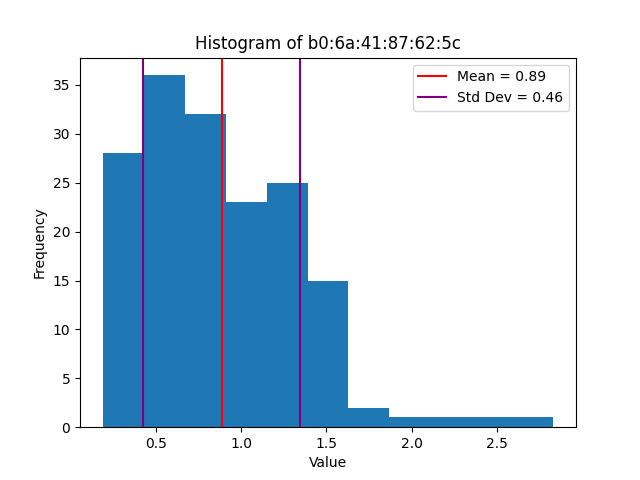 Histogram of b0:6a:41:87:62:5c
Mean = 0.89
Std Dev = 0.46
Frequency
35
30
25
20
15
10
5
0
0.5 1.0 1.5 2.0 2.5
Value